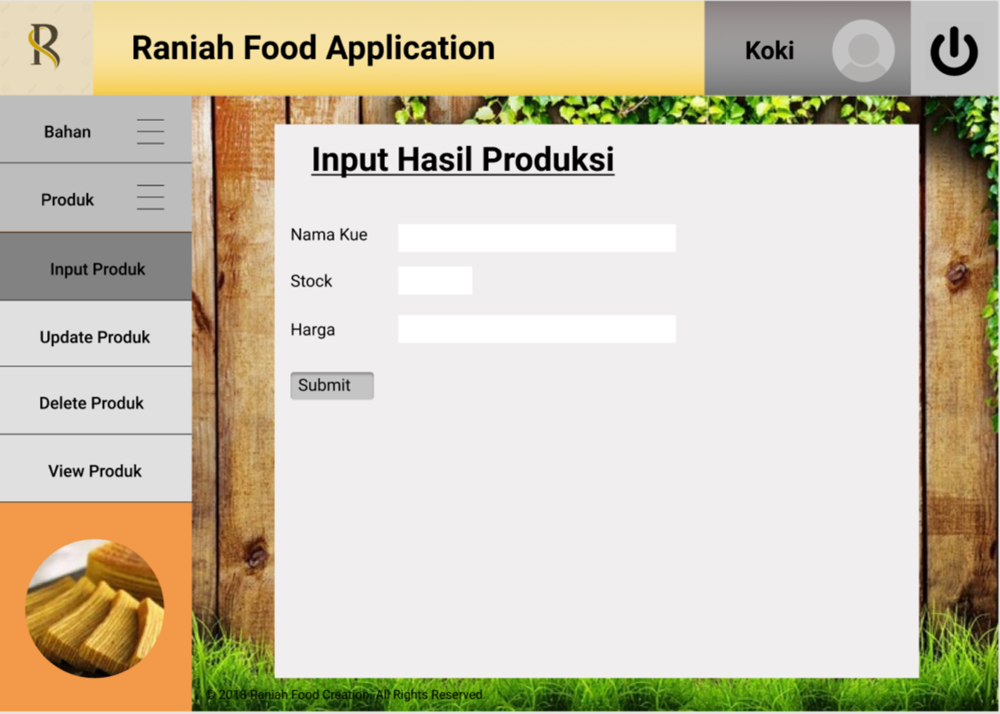 R
Raniah Food Application
Koki
Bahan
Produk
Input Produk
Update Produk
Delete Produk
View Produk
Input Hasil Produksi
Nama Kue
Stock
Harga
Submit
© 2018 Raniah Food Creation. All Rights Reserved.